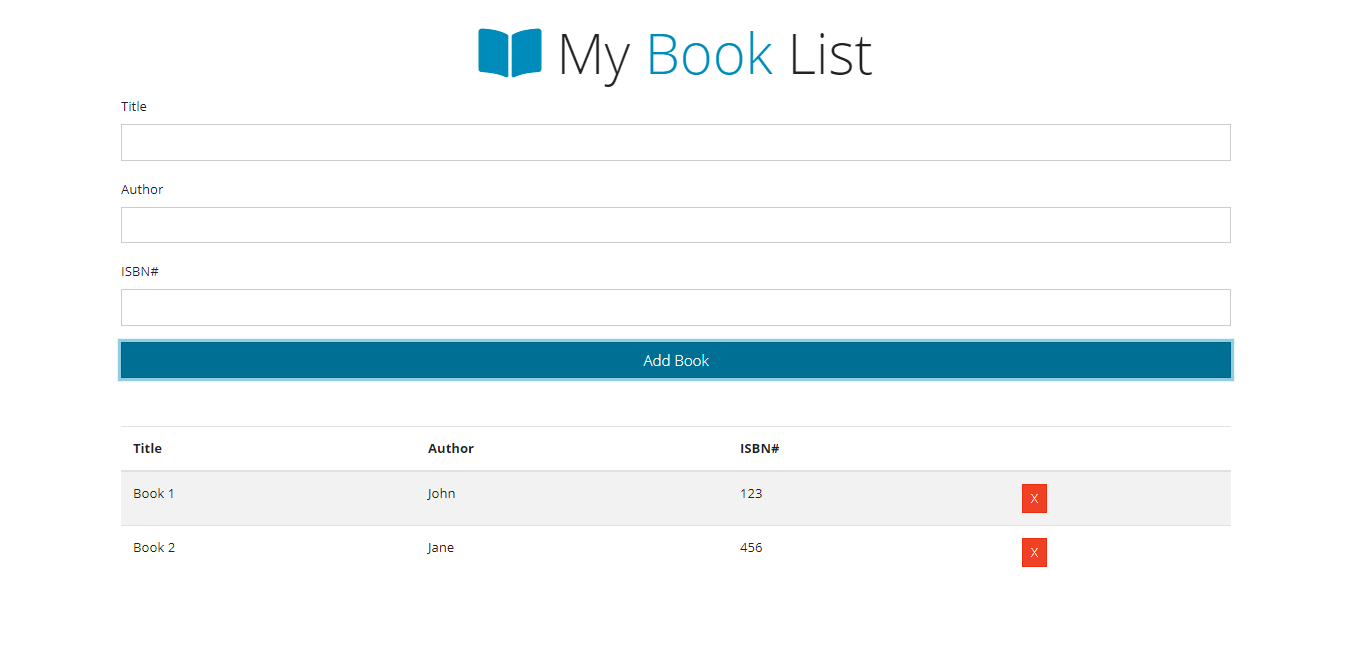 My Book List
Title
Author
ISBN#
Add Book
Title Author ISBN#
Book 1 John 123 X
Book 2 Jane 456 X